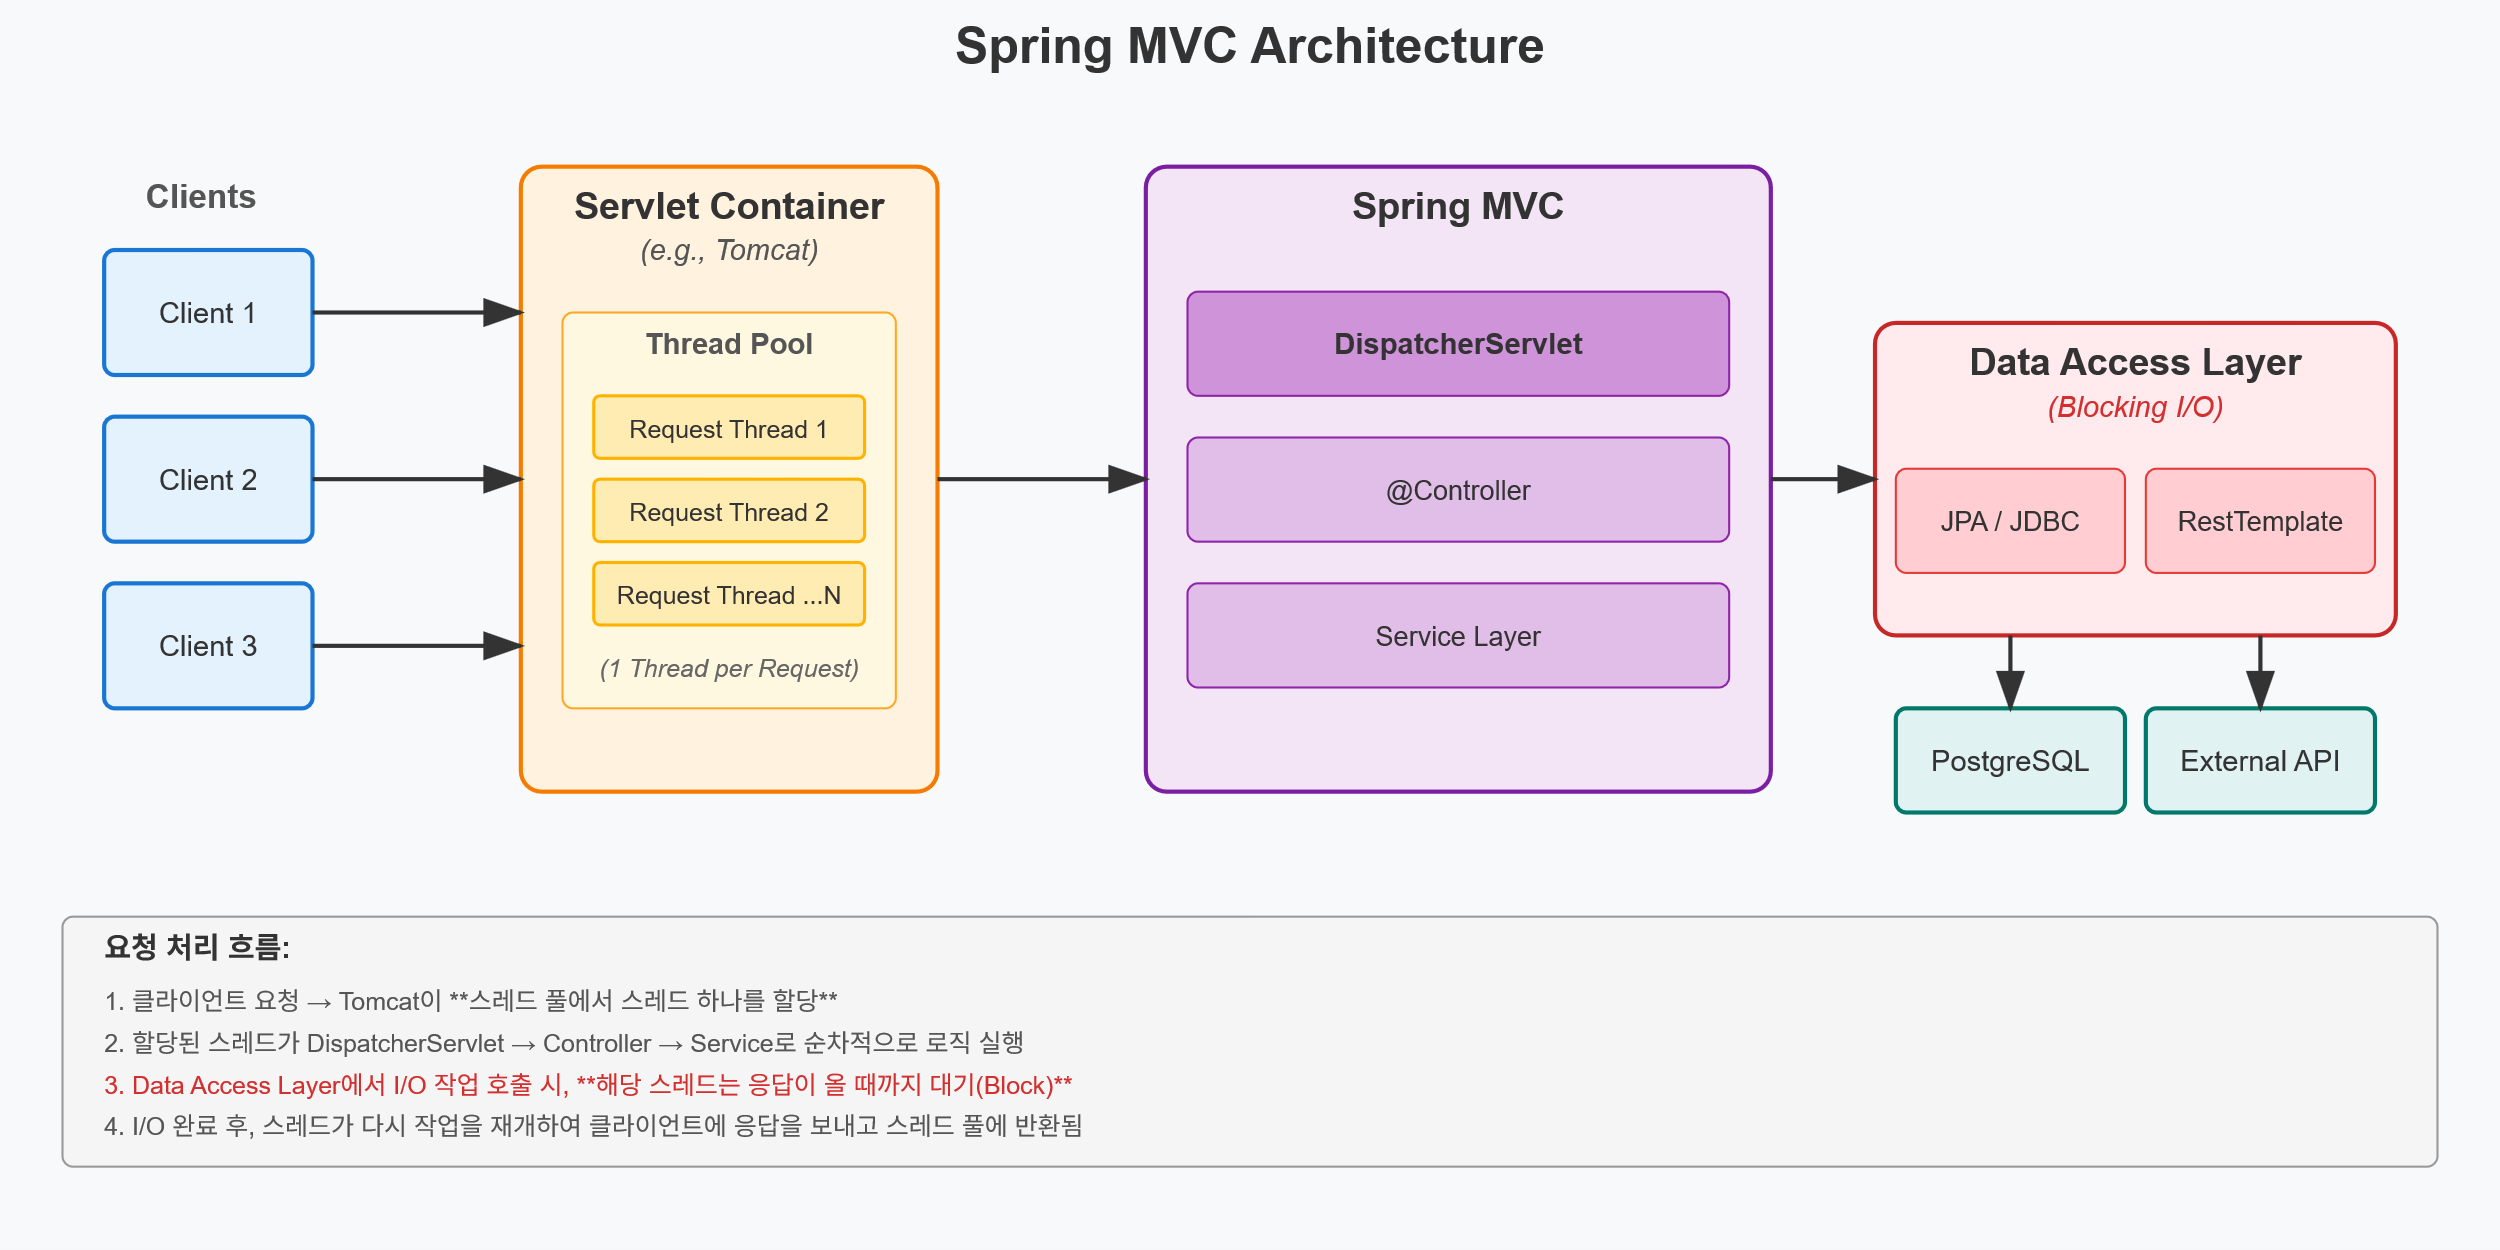 Spring MVC Architecture
Clients
Client 1
Client 2
Client 3
Servlet Container
(e.g., Tomcat)
Thread Pool
Request Thread 1
Request Thread 2
Request Thread ...N
(1 Thread per Request)
Spring MVC
DispatcherServlet
@Controller
Service Layer
Data Access Layer
(Blocking I/O)
JPA / JDBC
RestTemplate
PostgreSQL
External API
요청 처리 흐름:
1. 클라이언트 요청 → Tomcat이 **스레드 풀에서 스레드 하나를 할당**
2. 할당된 스레드가 DispatcherServlet → Controller → Service로 순차적으로 로직 실행
3. Data Access Layer에서 I/O 작업 호출 시, **해당 스레드는 응답이 올 때까지 대기(Block)**
4. I/O 완료 후, 스레드가 다시 작업을 재개하여 클라이언트에 응답을 보내고 스레드 풀에 반환됨